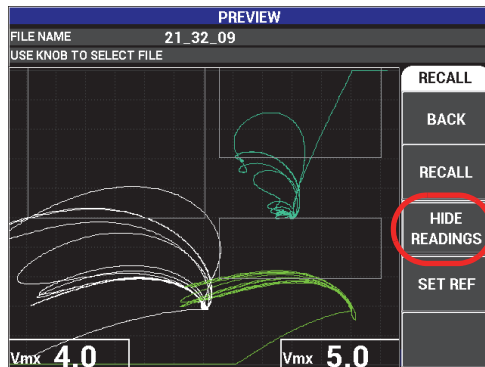 PREVIEW
FILE NAME 21_32_09
USE KNOB TO SELECT FILE
RECALL
BACK
RECALL
HIDE
READINGS
SET REF
Vmx 4.0
Vmx 5.0